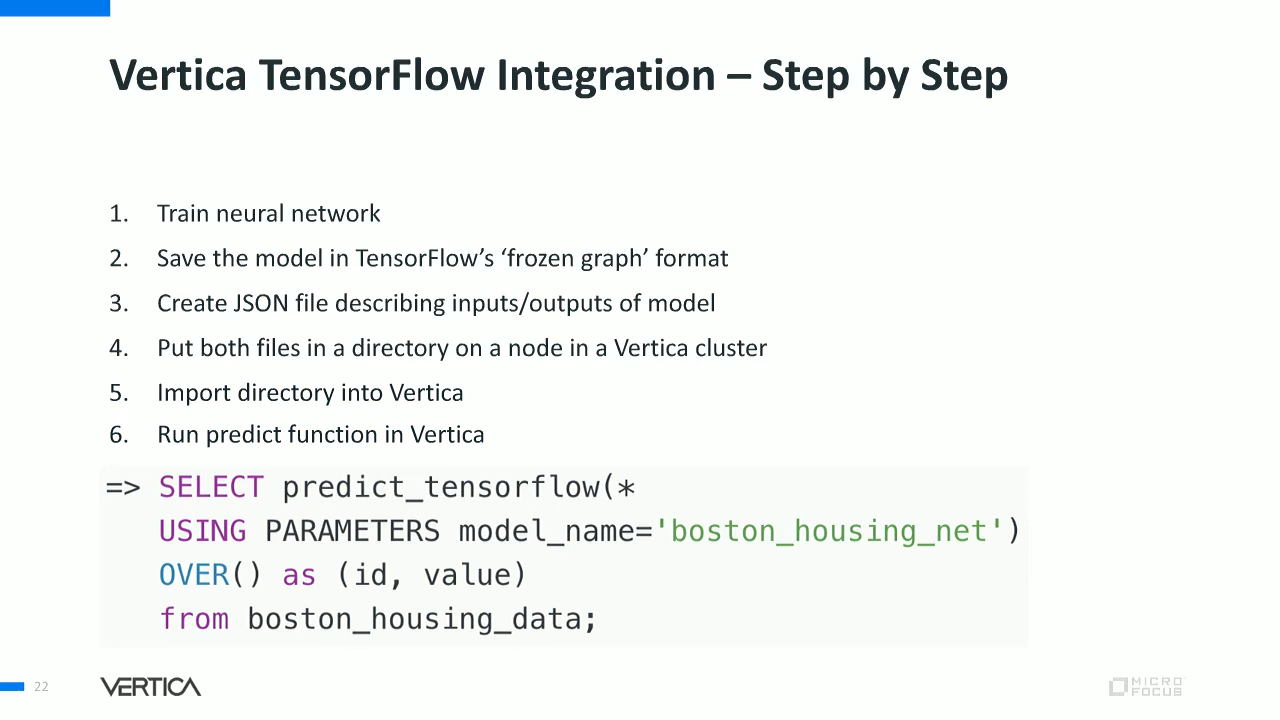 Vertica TensorFlow Integration – Step by Step
1. Train neural network
2. Save the model in TensorFlow’s ‘frozen graph’ format
3. Create JSON file describing inputs/outputs of model
4. Put both files in a directory on a node in a Vertica cluster
5. Import directory into Vertica
6. Run predict function in Vertica
=> SELECT predict_tensorflow(*
USING PARAMETERS model_name='boston_housing_net')
OVER() as (id, value)
from boston_housing_data;
22
VERTICA
MICRO
FOCUS